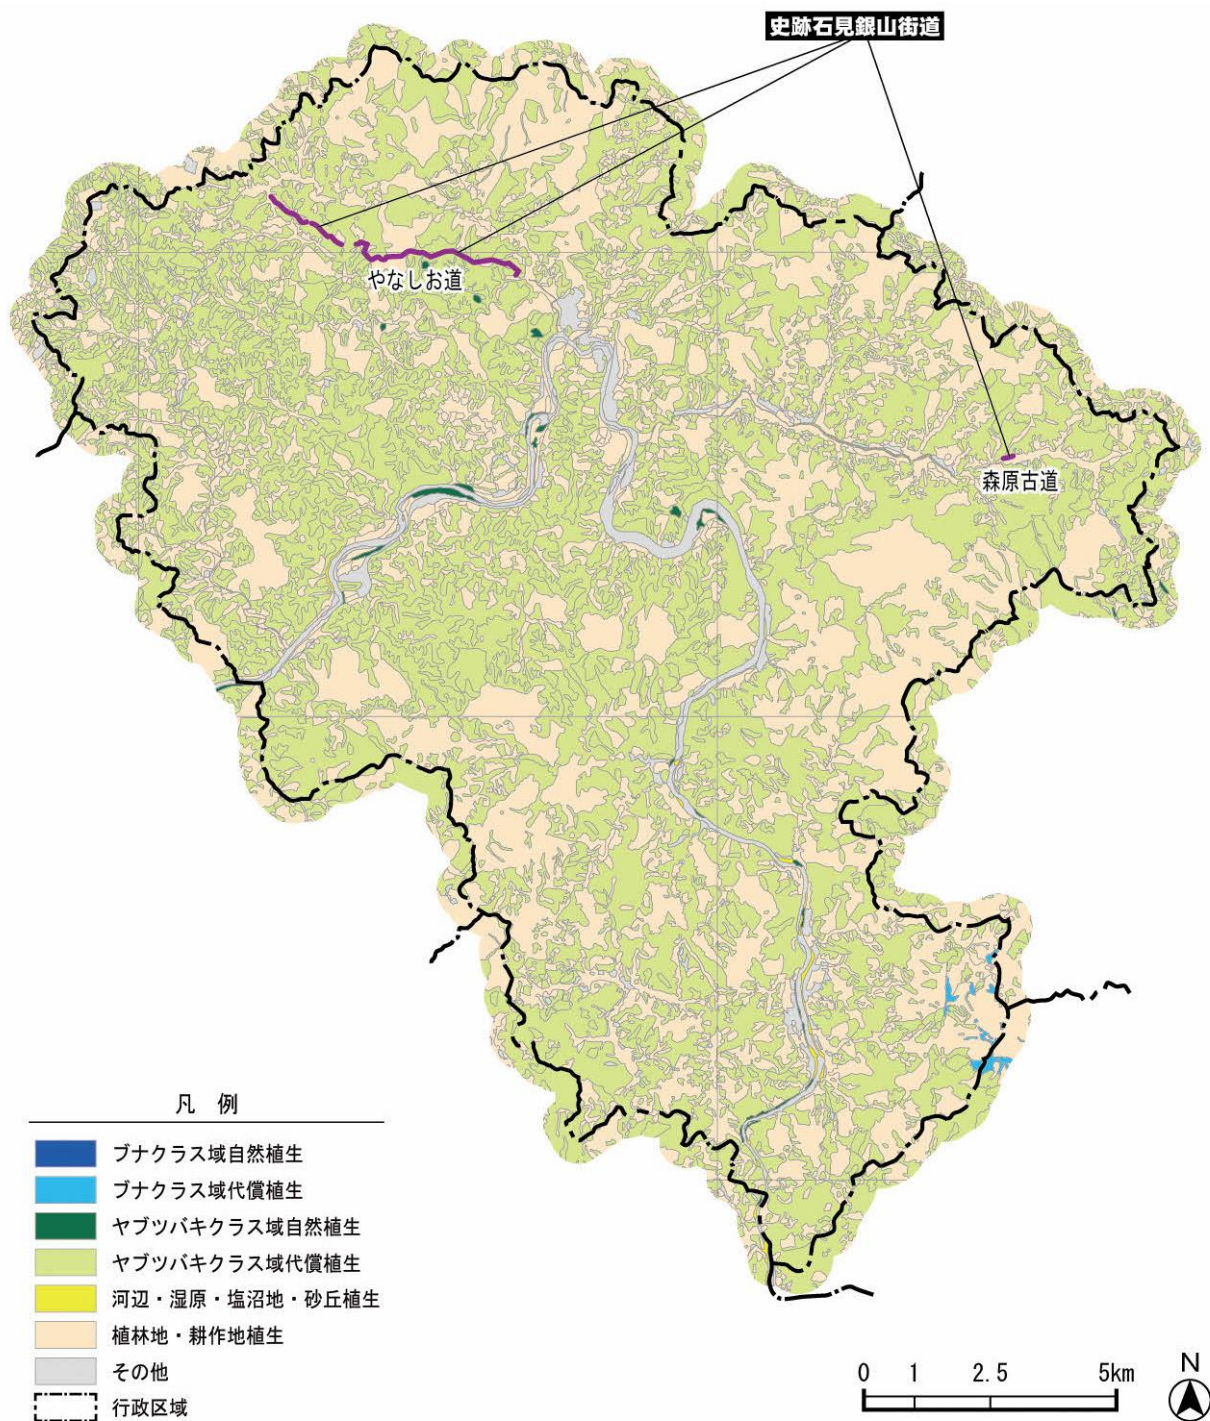 史跡石見銀山街道
やなしお道
森原古道
凡 例
ブナクラス域自然植生
ブナクラス域代償植生
ヤブツバキクラス域自然植生
ヤブツバキクラス域代償植生
河辺・湿原・塩沼地・砂丘植生
植林地・耕作地植生
その他
行政区域
0 1 2.5 5km
N